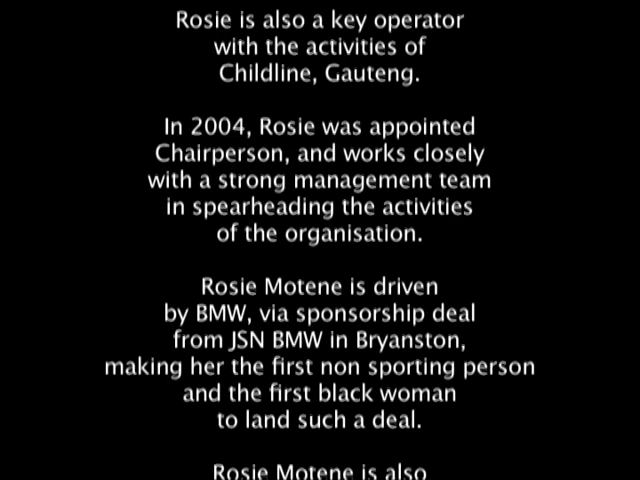 Rosie is also a key operator
with the activities of
Childline, Gauteng.
In 2004, Rosie was appointed
Chairperson, and works closely
with a strong management team
in spearheading the activities
of the organisation.
Rosie Motene is driven
by BMW, via sponsorship deal
from JSN BMW in Bryanston,
making her the first non sporting person
and the first black woman
to land such a deal.
Rosie Motene is also